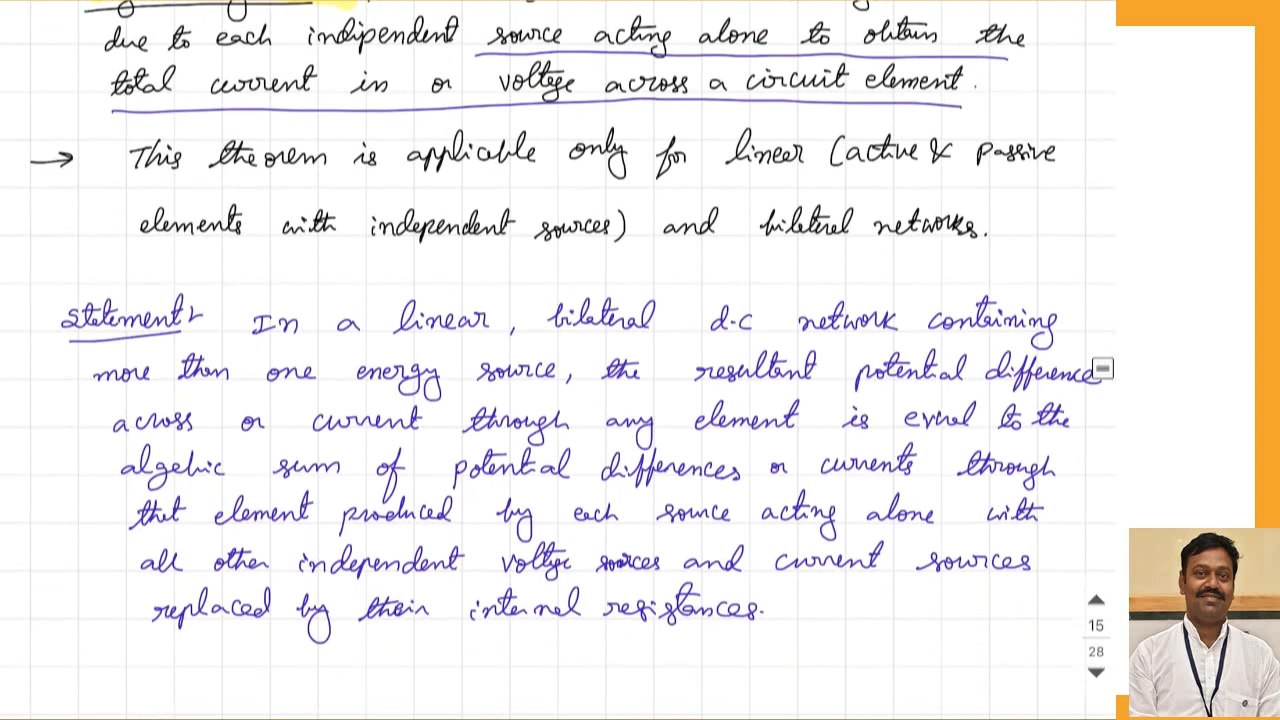 due to each indipendent source acting alone to obtain the
total current in or voltage across a circuit element.
→ This theorem is applicable only for linear (active & passive
elements with independent sources) and bilateral networks.
Statement:- In a linear, bilateral d.c network containing
more than one energy source, the resultant potential difference
across or current through any element is equal to the
algebic sum of potential differences or currents through
that element produced by each source acting alone with
all other independent voltage sources and current sources
replaced by their internal resistances.
15
28